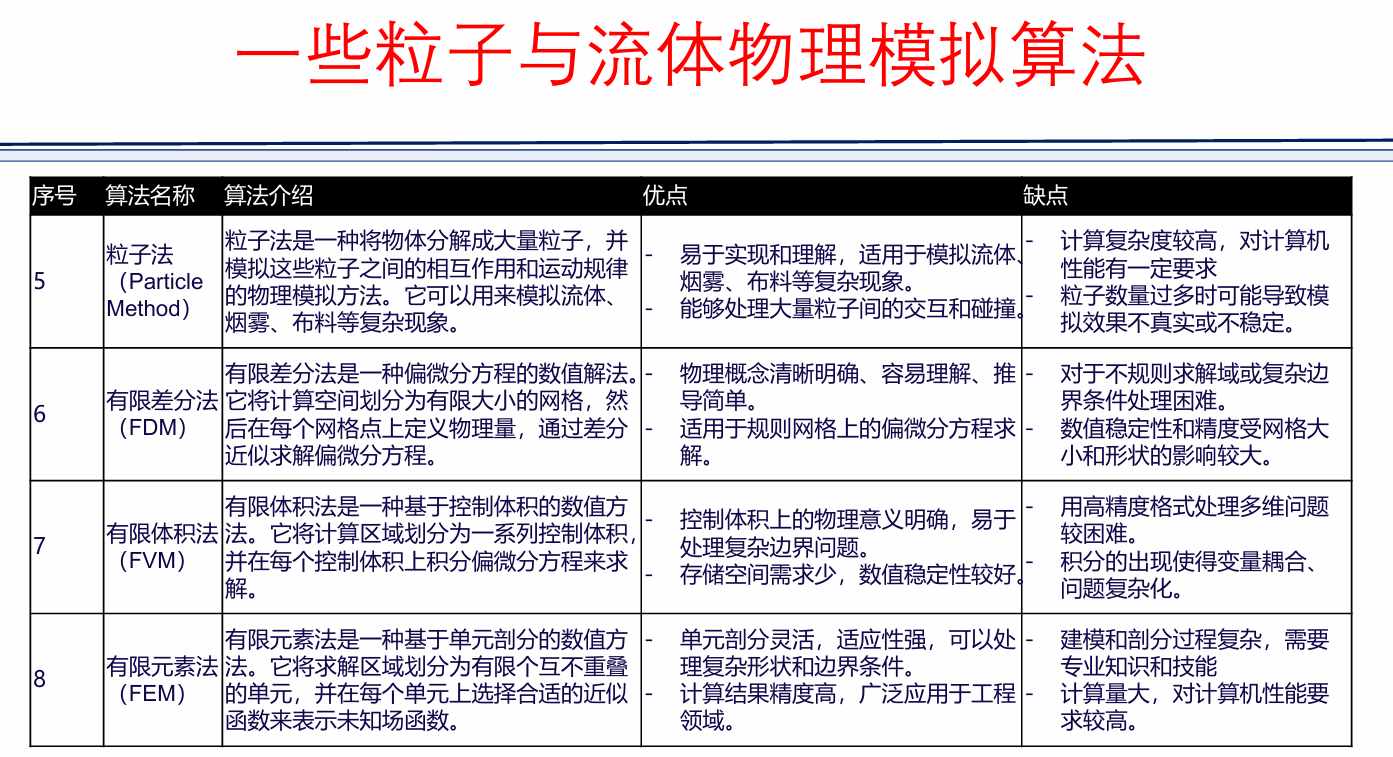 一些粒子与流体物理模拟算法
序号 算法名称 算法介绍 优点 缺点
5
粒子法
（Particle
Method）
粒子法是一种将物体分解成大量粒子，并
模拟这些粒子之间的相互作用和运动规律
的物理模拟方法。它可以用来模拟流体、
烟雾、布料等复杂现象。
- 易于实现和理解，适用于模拟流体、
烟雾、布料等复杂现象。
- 能够处理大量粒子间的交互和碰撞。
- 计算复杂度较高，对计算机
性能有一定要求
- 粒子数量过多时可能导致模
拟效果不真实或不稳定。
6
有限差分法
（FDM）
有限差分法是一种偏微分方程的数值解法。
它将计算空间划分为有限大小的网格，然
后在每个网格点上定义物理量，通过差分
近似求解偏微分方程。
- 物理概念清晰明确、容易理解、推
导简单。
- 适用于规则网格上的偏微分方程求
解。
- 对于不规则求解域或复杂边
界条件处理困难。
- 数值稳定性和精度受网格大
小和形状的影响较大。
7
有限体积法
（FVM）
有限体积法是一种基于控制体积的数值方
法。它将计算区域划分为一系列控制体积，
并在每个控制体积上积分偏微分方程来求
解。
- 控制体积上的物理意义明确，易于
处理复杂边界问题。
- 存储空间需求少，数值稳定性较好。
- 用高精度格式处理多维问题
较困难。
- 积分的出现使得变量耦合、
问题复杂化。
8
有限元素法
（FEM）
有限元素法是一种基于单元剖分的数值方
法。它将求解区域划分为有限个互不重叠
的单元，并在每个单元上选择合适的近似
函数来表示未知场函数。
- 单元剖分灵活，适应性强，可以处
理复杂形状和边界条件。
- 计算结果精度高，广泛应用于工程
领域。
- 建模和剖分过程复杂，需要
专业知识和技能
- 计算量大，对计算机性能要
求较高。